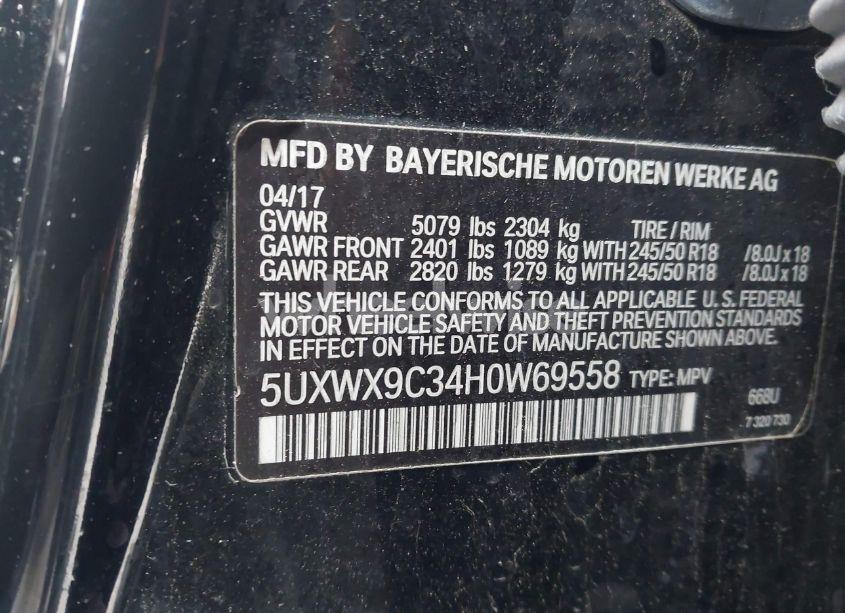 MFD BY BAYERISCHE MOTOREN WERKE AG
04/17
GVWR 5079 lbs 2304 kg TIRE / RIM
GAWR FRONT 2401 lbs 1089 kg WITH 245/50 R18 /8.0J x 18
GAWR REAR 2820 lbs 1279 kg WITH 245/50 R18 /8.0J x 18
THIS VEHICLE CONFORMS TO ALL APPLICABLE U.S. FEDERAL
MOTOR VEHICLE SAFETY AND THEFT PREVENTION STANDARDS
IN EFFECT ON THE DATE OF MANUFACTURE SHOWN ABOVE.
5UXWX9C34H0W69558 TYPE: MPV 668U
7 320 730